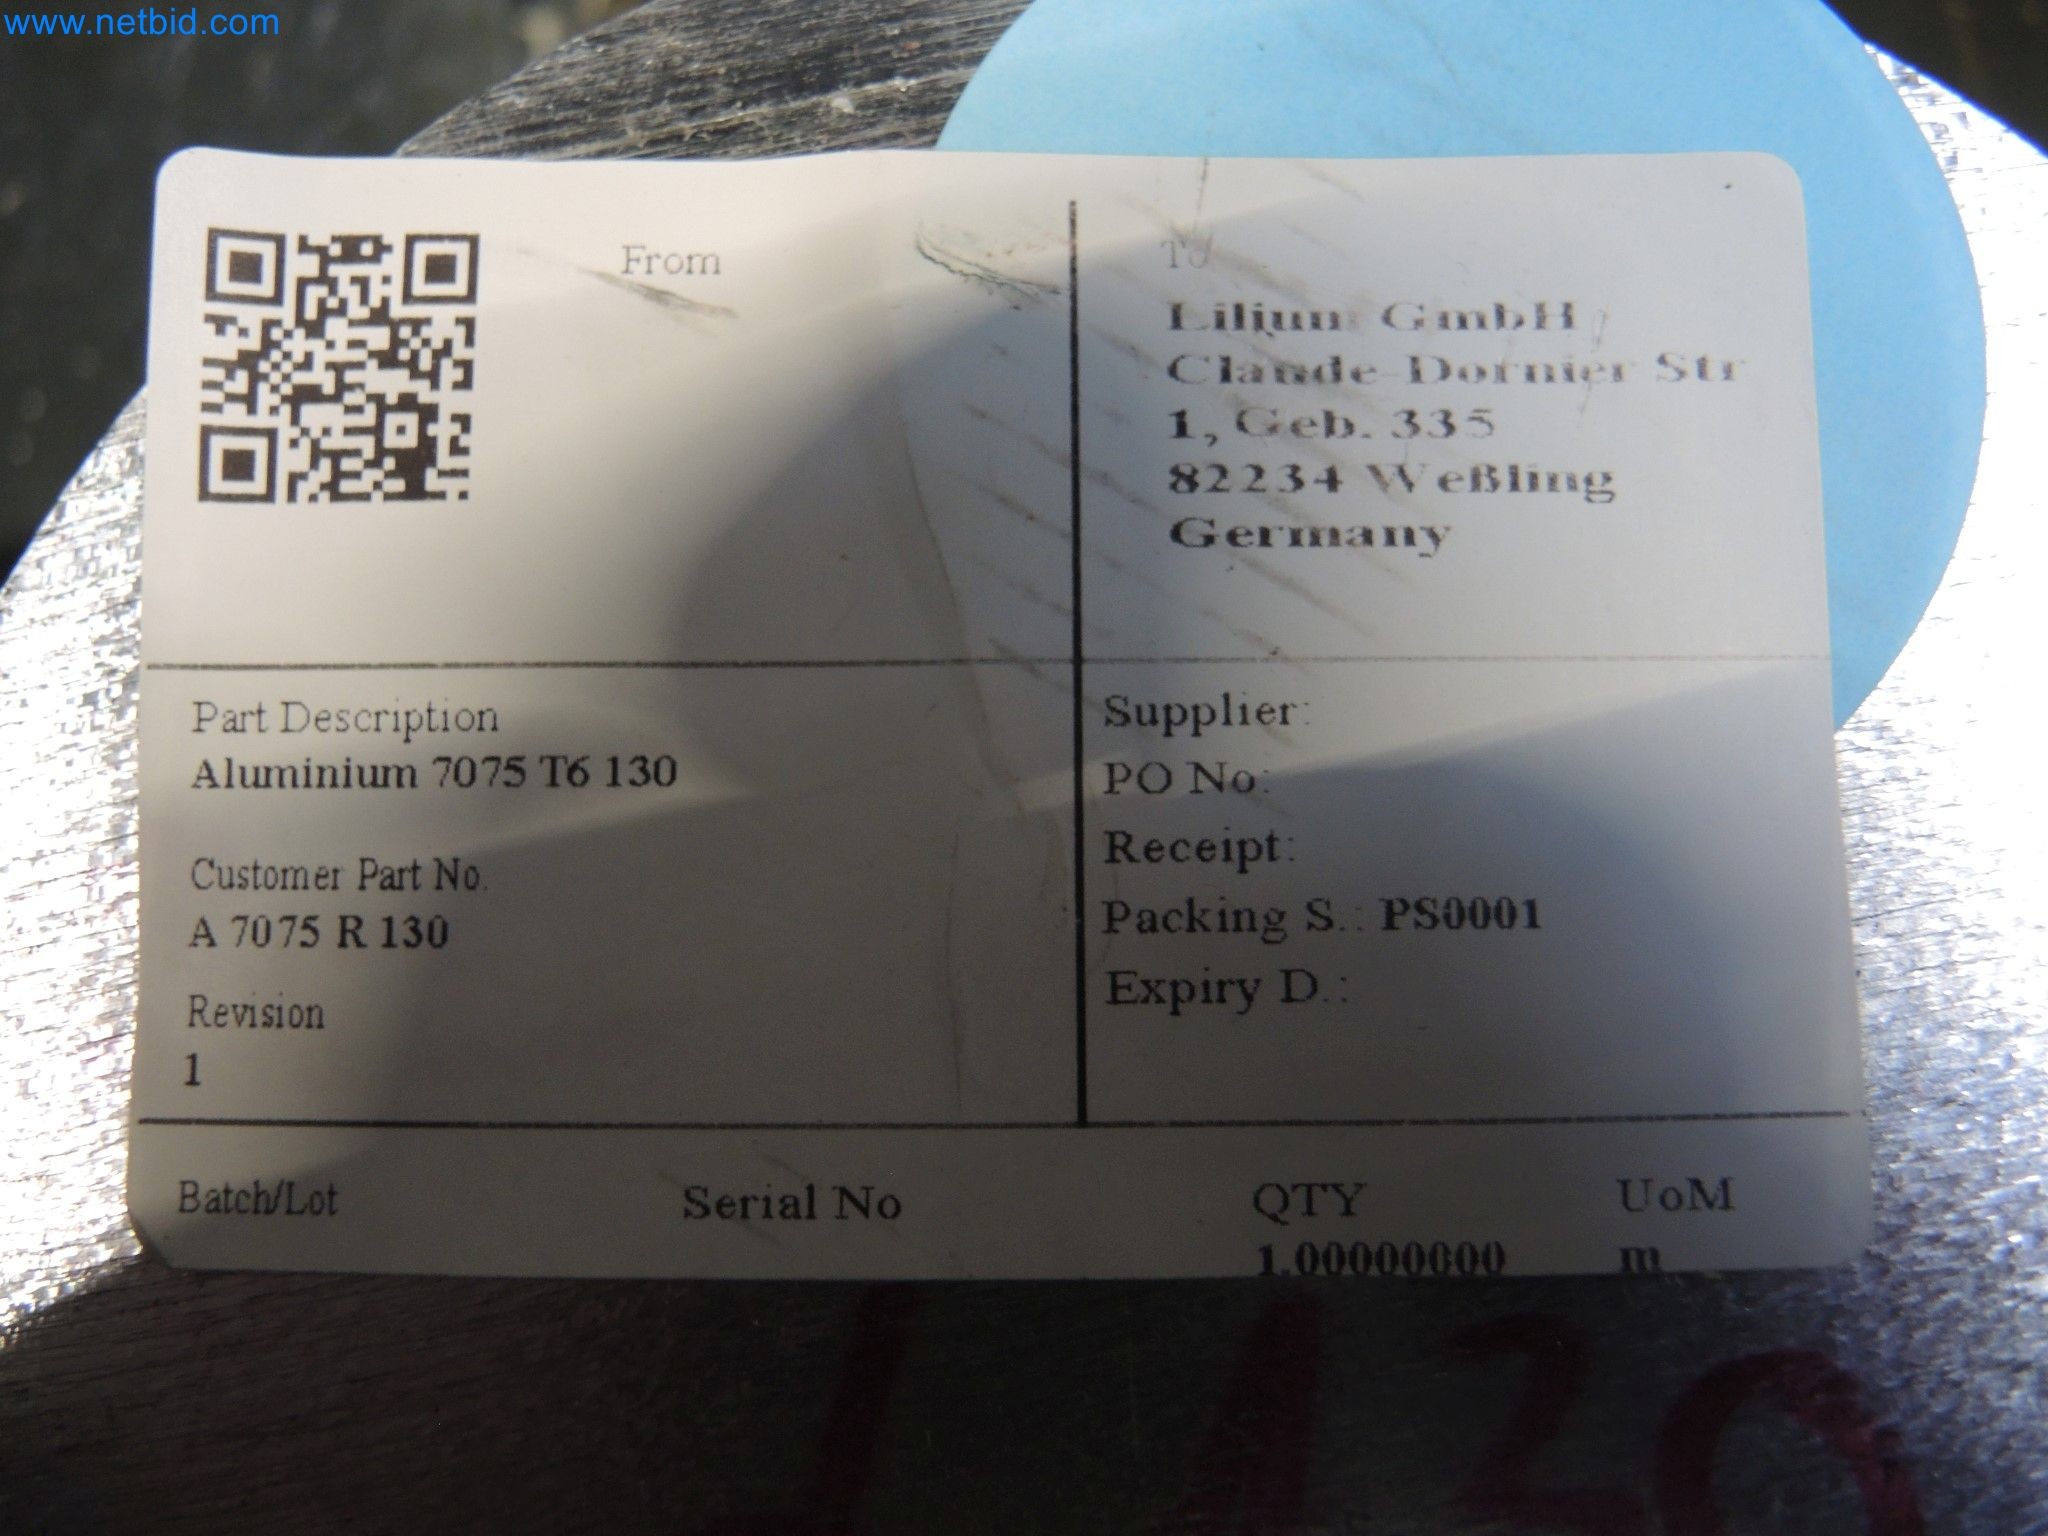 www.netbid.com
From
To
Lilium GmbH
Claude-Dornier Str
1, Geb. 335
82234 Weßling
Germany
Part Description
Aluminium 7075 T6 130
Customer Part No.
A 7075 R 130
Revision
1
Supplier:
PO No:
Receipt:
Packing S.: PS0001
Expiry D.:
Batch/Lot
Serial No
QTY
UoM
1.00000000
m